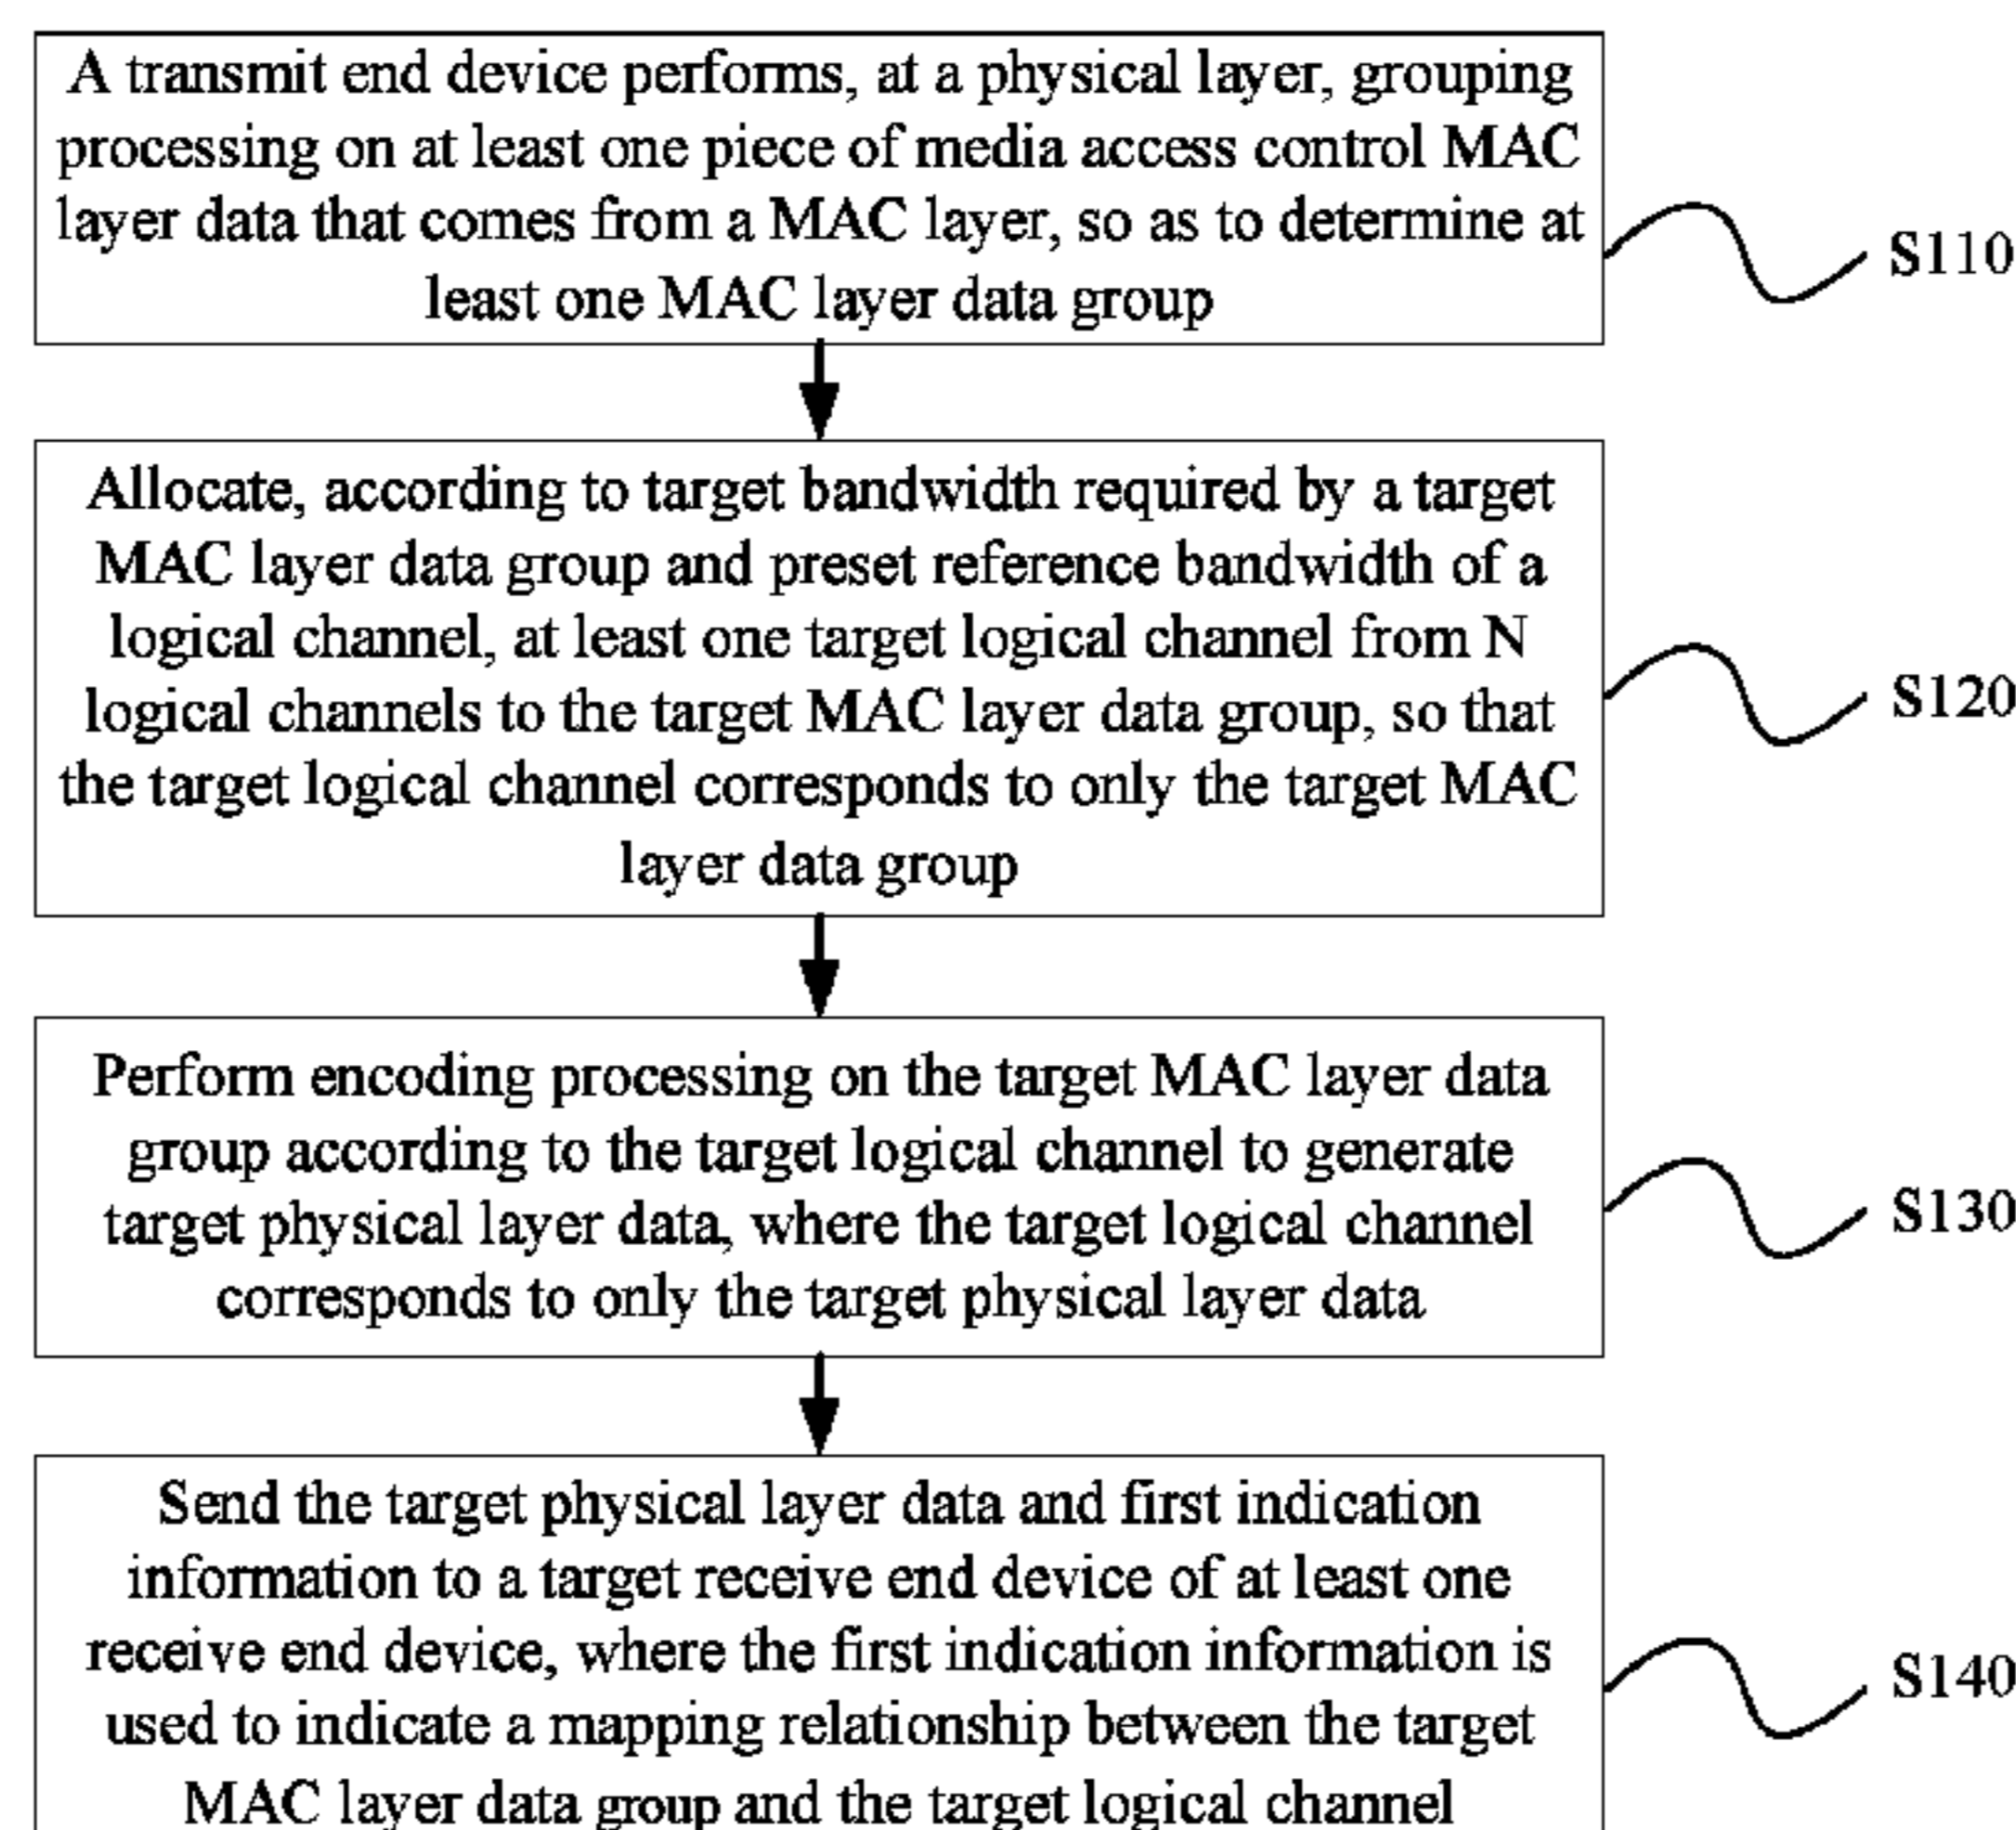 A transmit end device performs, at a physical layer, grouping
processing on at least one piece of media access control MAC
layer data that comes from a MAC layer, so as to determine at
least one MAC layer data group
S110
Allocate, according to target bandwidth required by a target
MAC layer data group and preset reference bandwidth of a
logical channel, at least one target logical channel from N
logical channels to the target MAC layer data group, so that
the target logical channel corresponds to only the target MAC
layer data group
S120
Perform encoding processing on the target MAC layer data
group according to the target logical channel to generate
target physical layer data, where the target logical channel
corresponds to only the target physical layer data
S130
Send the target physical layer data and first indication
information to a target receive end device of at least one
receive end device, where the first indication information is
used to indicate a mapping relationship between the target
MAC layer data group and the target logical channel
S140